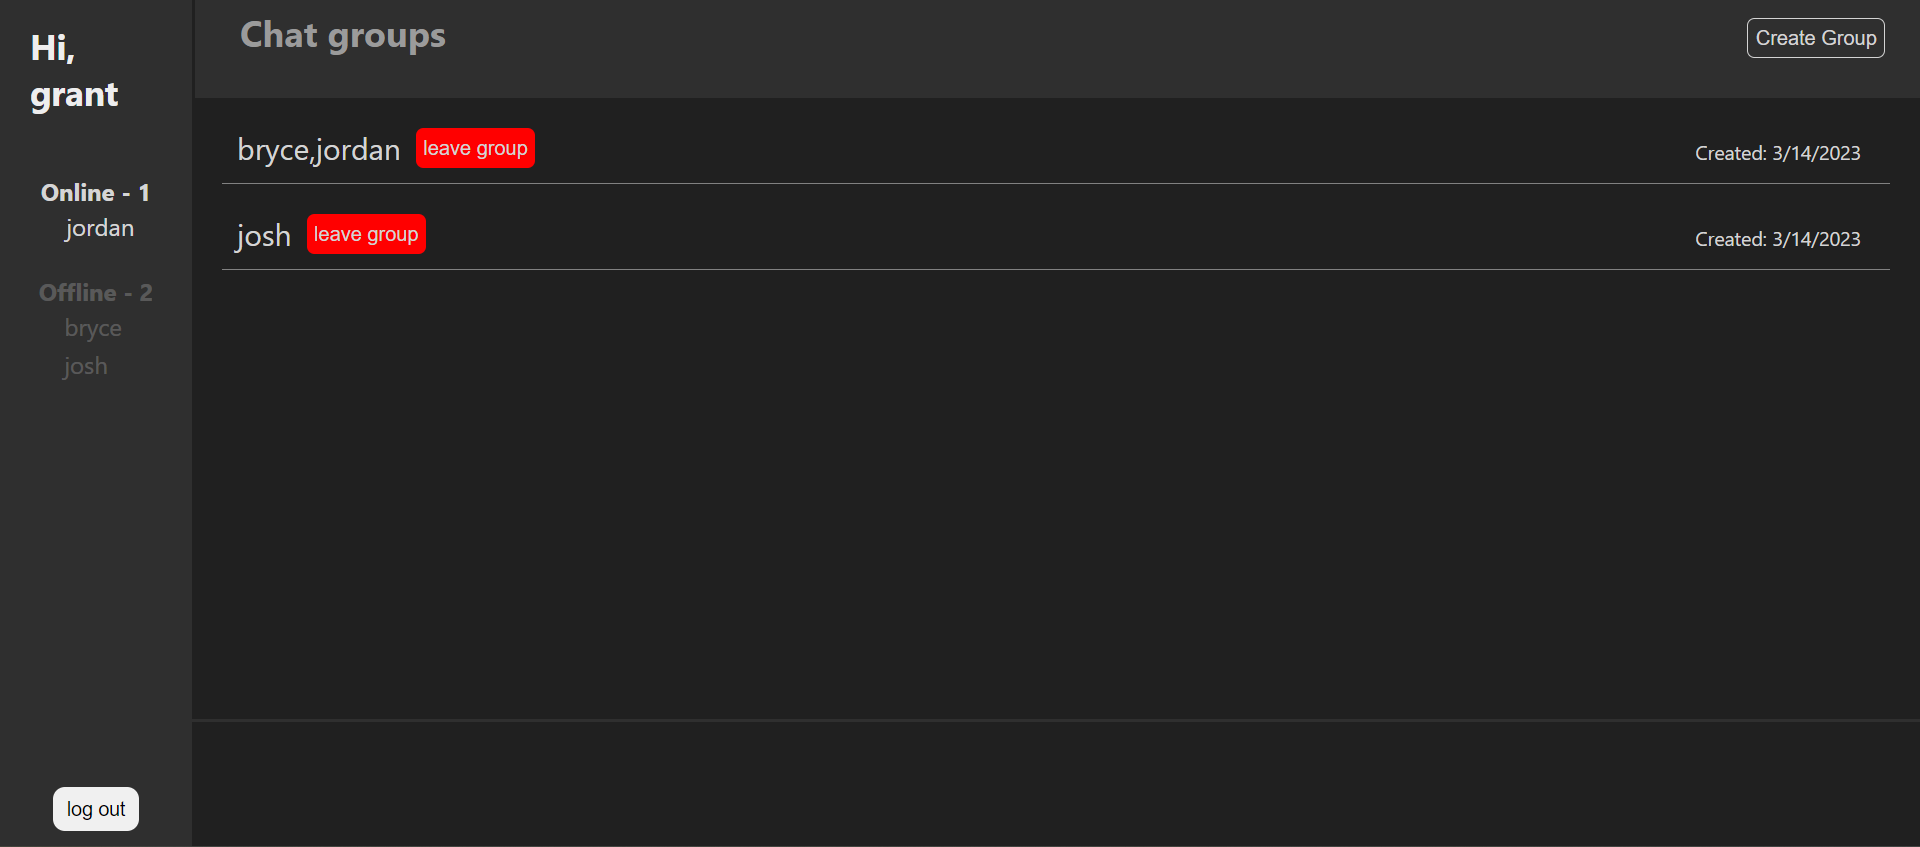 Hi,
grant
Online - 1
jordan
Offline - 2
bryce
josh
log out
Chat groups
Create Group
bryce,jordan leave group Created: 3/14/2023
josh leave group Created: 3/14/2023